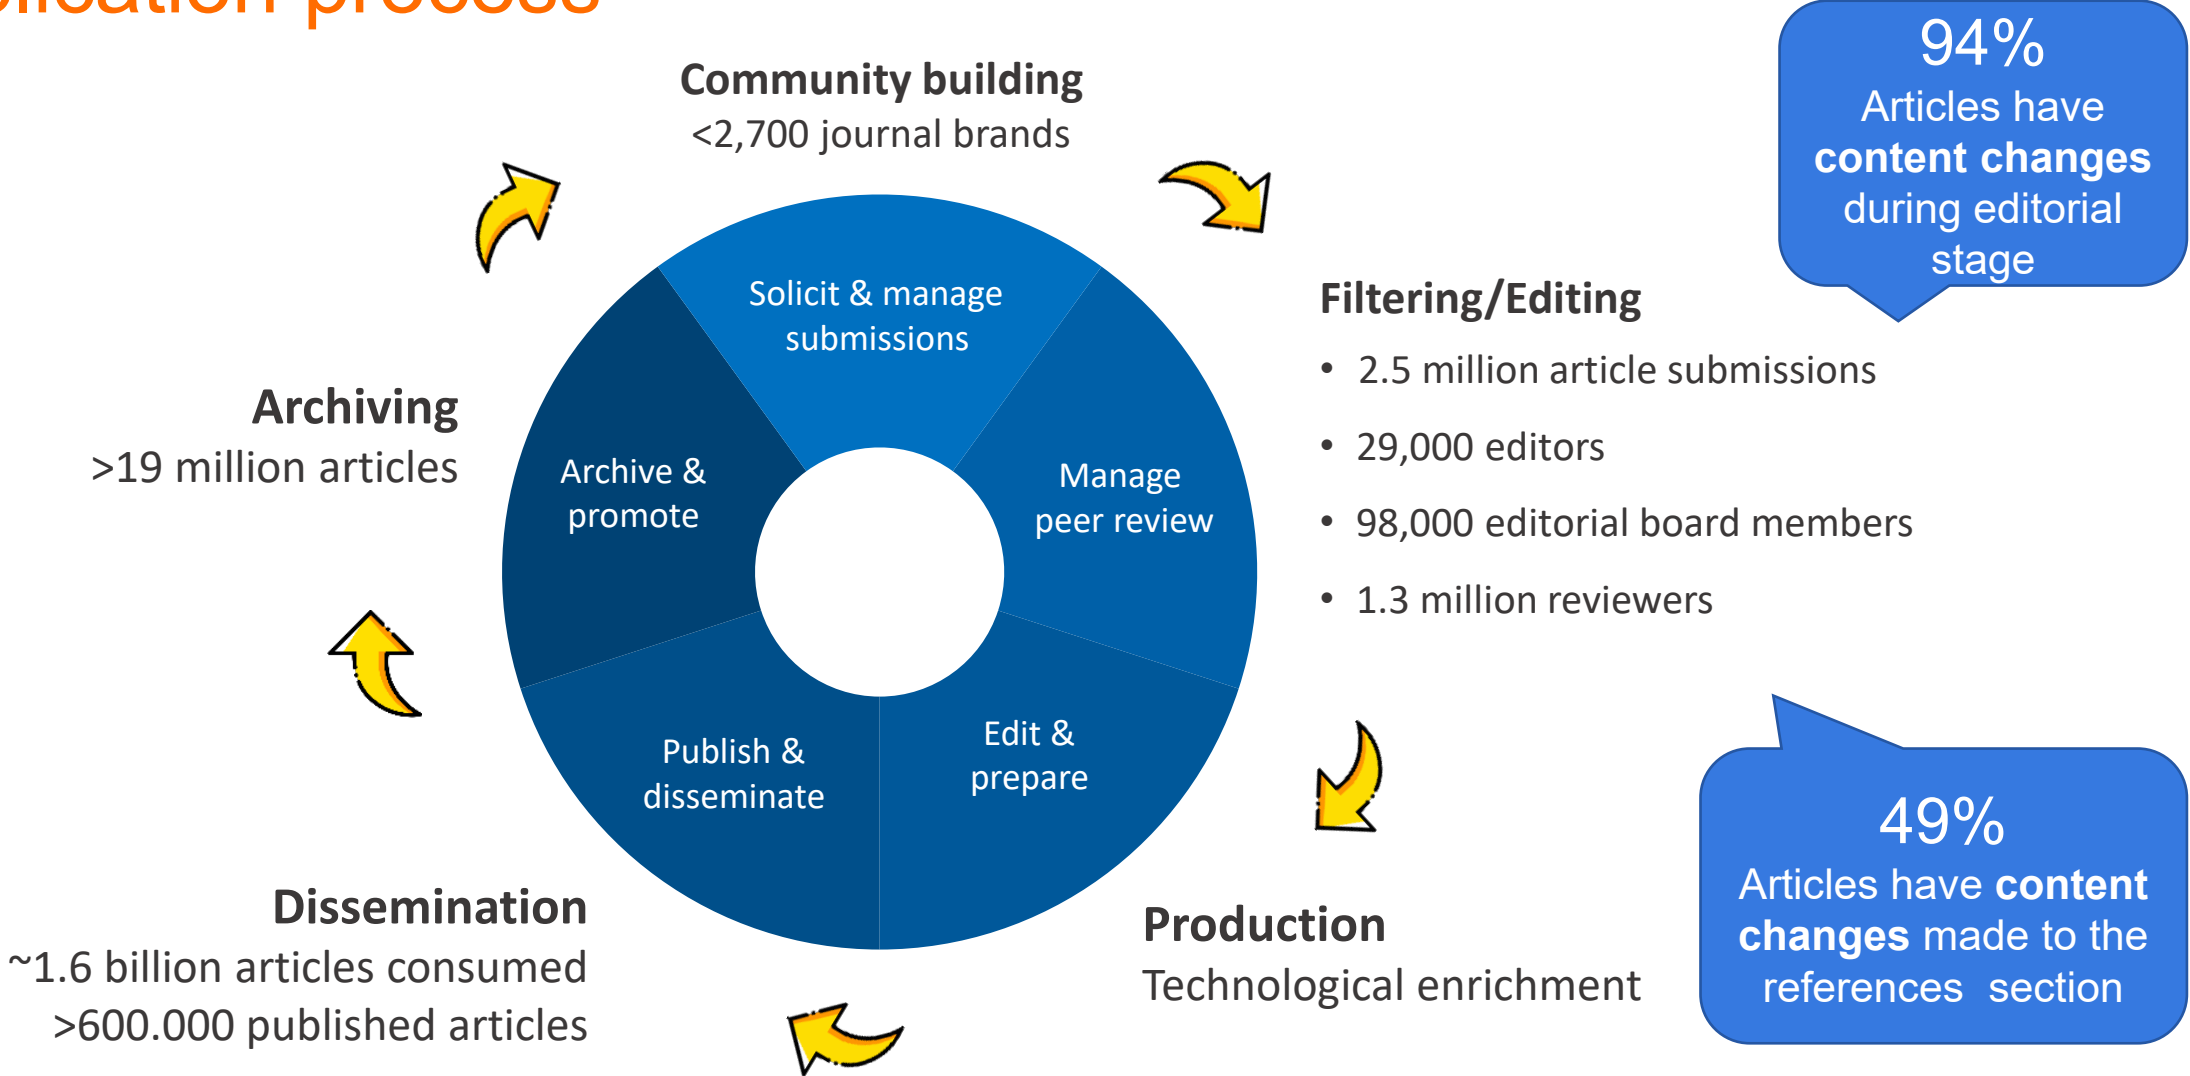 process
Community building
<2,700 journal brands
94%
Articles have
content changes
during editorial
stage
Solicit & manage
submissions
Filtering/Editing
• 2.5 million article submissions
• 29,000 editors
• 98,000 editorial board members
• 1.3 million reviewers
Archiving
>19 million articles
Archive &
promote
Manage
peer review
Publish &
disseminate
Edit &
prepare
49%
Articles have content
changes made to the
references section
Dissemination
~1.6 billion articles consumed
>600.000 published articles
Production
Technological enrichment